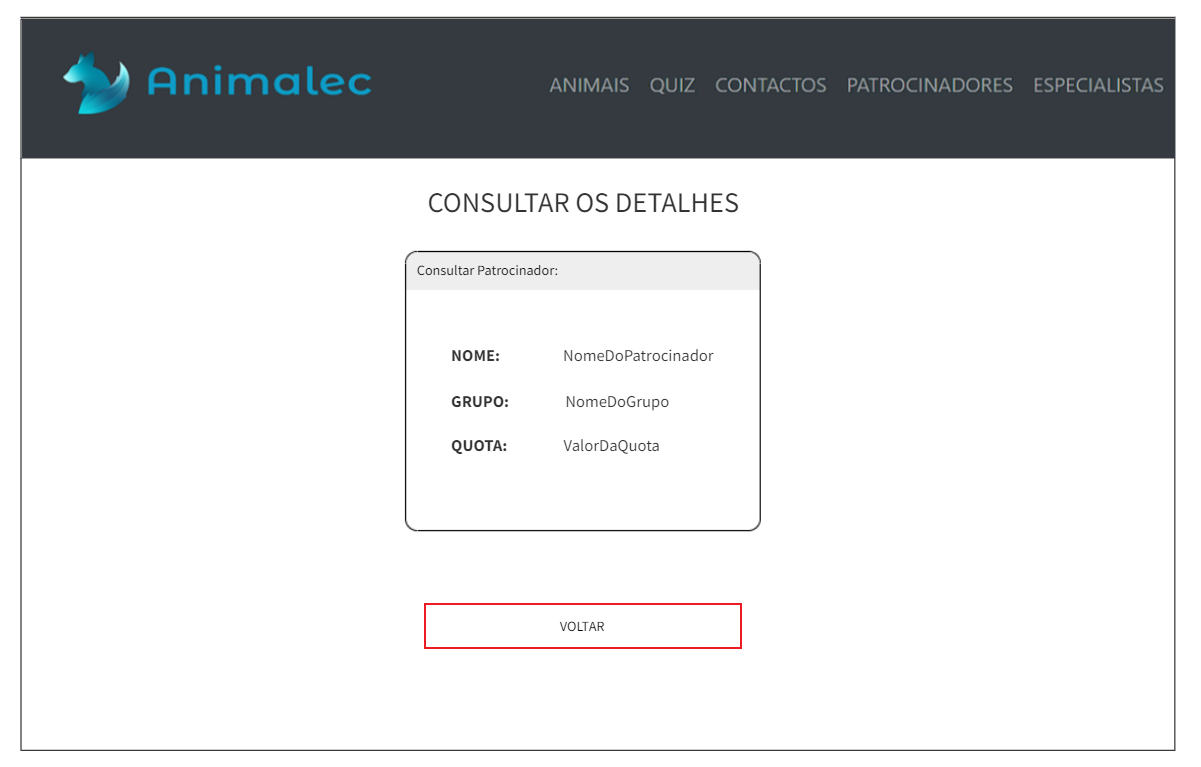 Animalec
ANIMAIS QUIZ CONTACTOS PATROCINADORES ESPECIALISTAS
CONSULTAR OS DETALHES
Consultar Patrocinador:
NOME: NomeDoPatrocinador
GRUPO: NomeDoGrupo
QUOTA: ValorDaQuota
VOLTAR